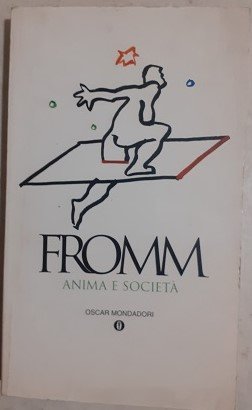 FROMM
ANIMA E SOCIETÀ
OSCAR MONDADORI